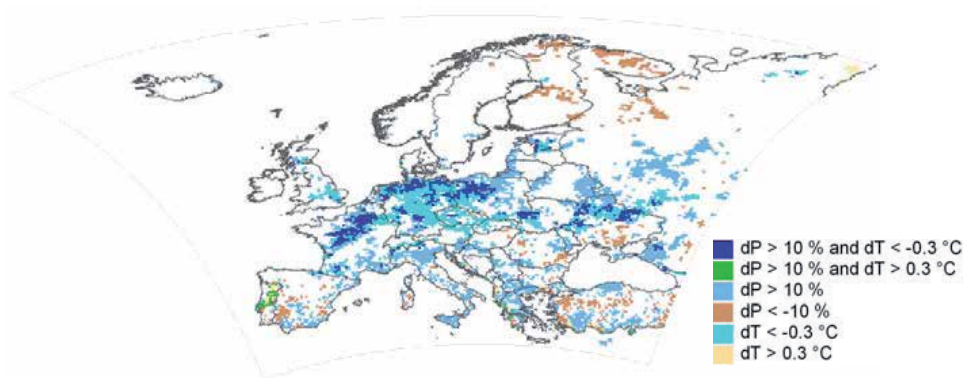 dP > 10 % and dT < -0.3 °C
dP > 10 % and dT > 0.3 °C
dP > 10 %
dP < -10 %
dT < -0.3 °C
dT > 0.3 °C